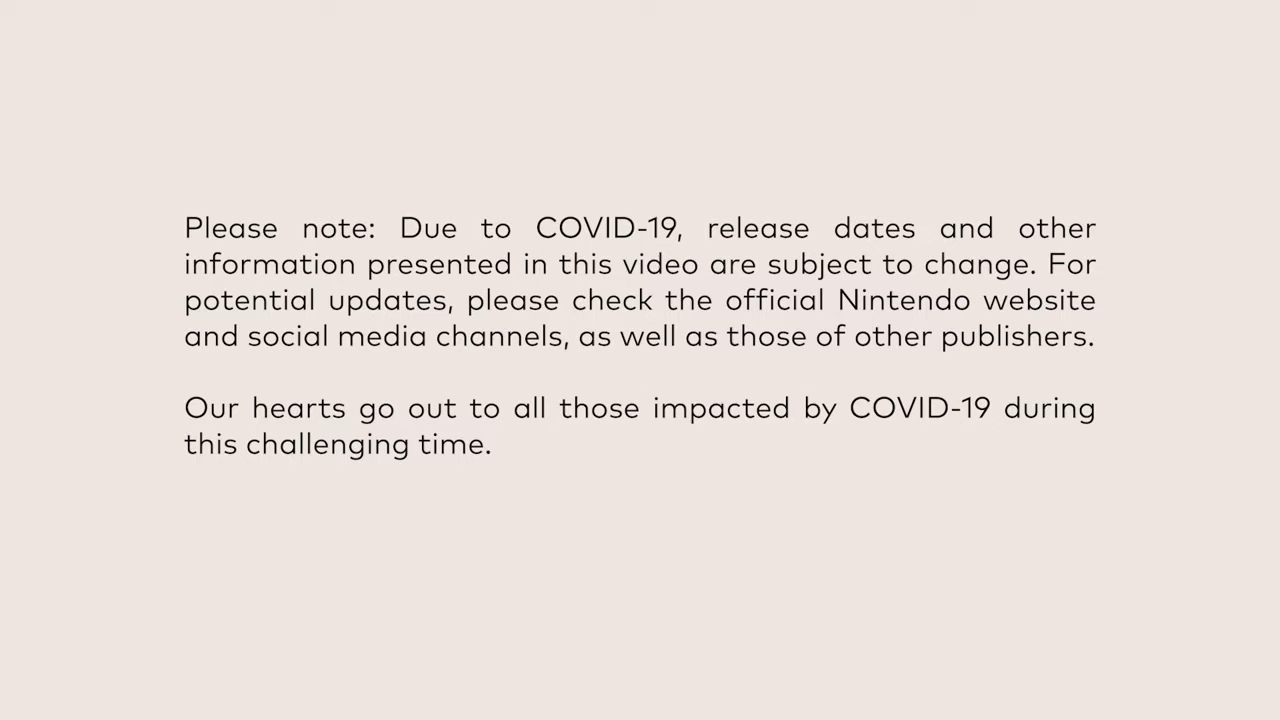 Please note: Due to COVID-19, release dates and other
information presented in this video are subject to change. For
potential updates, please check the official Nintendo website
and social media channels, as well as those of other publishers.
Our hearts go out to all those impacted by COVID-19 during
this challenging time.